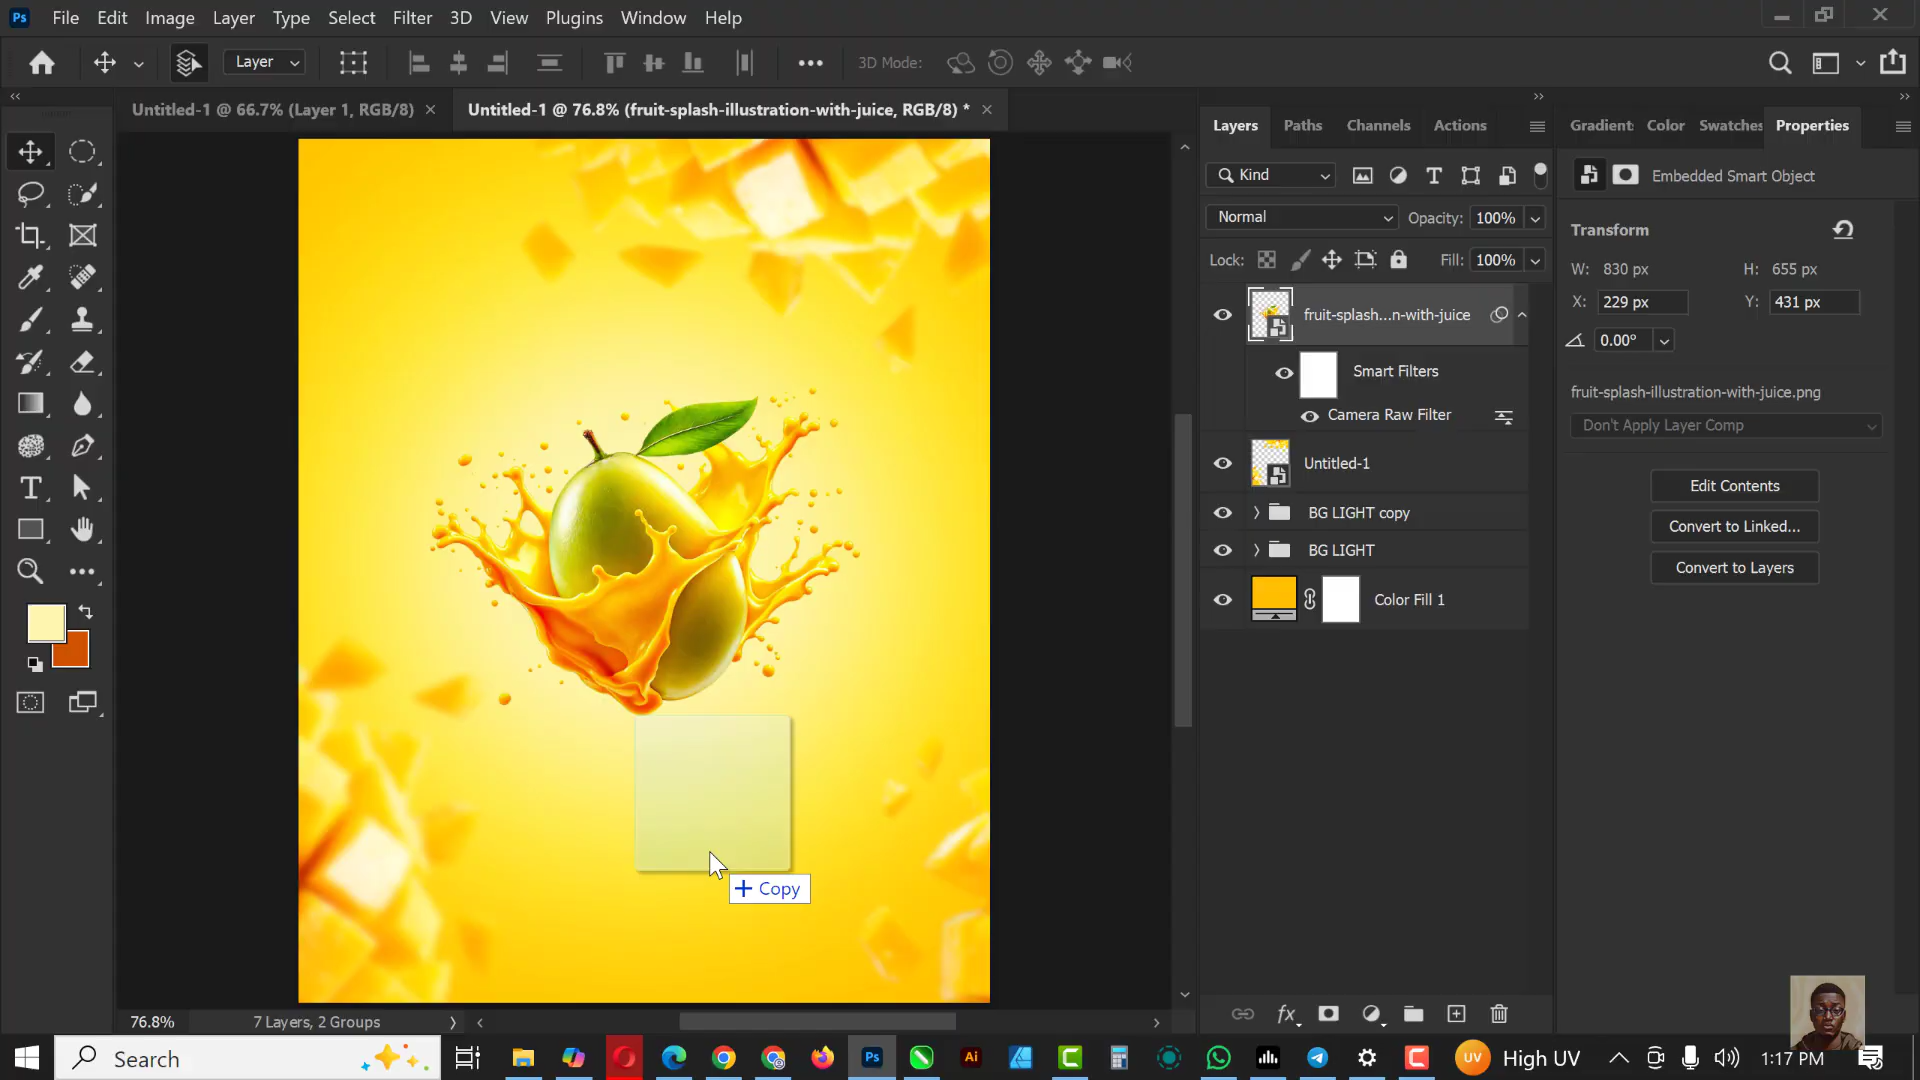 Ps File Edit Image Layer Type Select Filter 3D View Plugins Window Help
Layer 3D Mode:
Untitled-1 @ 66.7% (Layer 1, RGB/8) Untitled-1 @ 76.8% (fruit-splash-illustration-with-juice, RGB/8) *
Layers Paths Channels Actions
Gradient: Color Swatches Properties
Kind
Embedded Smart Object
Normal Opacity: 100%
Lock: Fill: 100%
Transform
W: 830 px H: 655 px
X: 229 px Y: 431 px
0.00°
fruit-splash...n-with-juice
Smart Filters
Camera Raw Filter
Untitled-1
BG LIGHT copy
BG LIGHT
Color Fill 1
fruit-splash-illustration-with-juice.png
Don't Apply Layer Comp
Edit Contents
Convert to Linked...
Convert to Layers
Copy
76.8% 7 Layers, 2 Groups
fx
Search
Ps Ai
UV High UV 1:17 PM